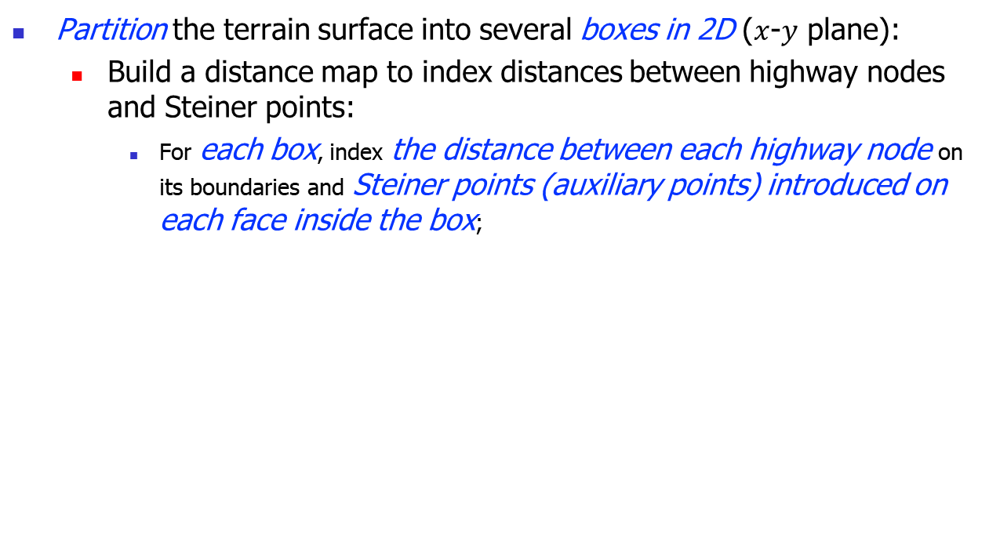 Partition the terrain surface into several boxes in 2D (x-y plane):
Build a distance map to index distances between highway nodes
and Steiner points:
For each box, index the distance between each highway node on
its boundaries and Steiner points (auxiliary points) introduced on
each face inside the box;